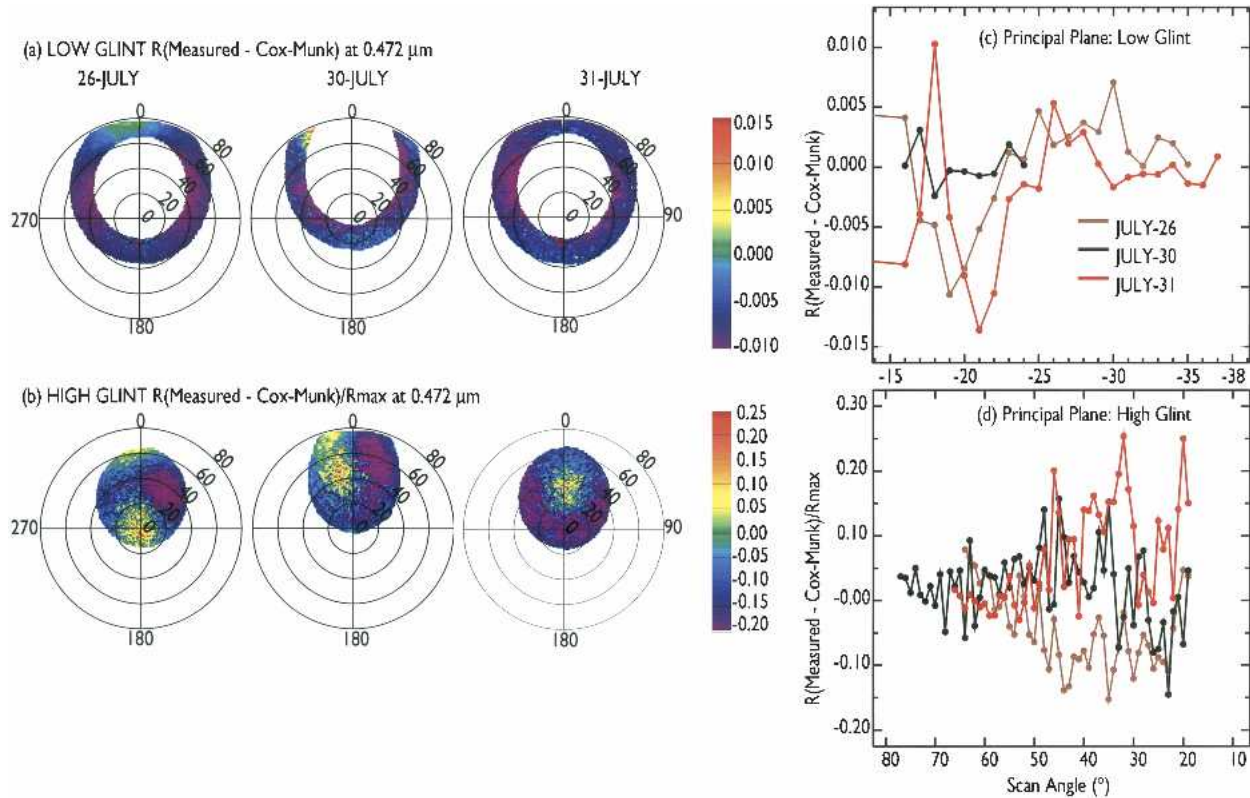 (a) LOW GLINT R(Measured - Cox-Munk) at 0.472 μm
26-JULY 30-JULY 31-JULY
0 0 0
80 80 80
60 60 60
40 40 40
20 20 20
0 0 0
270 90
180 180 180
0.015
0.010
0.005
0.000
-0.005
-0.010
(b) HIGH GLINT R(Measured - Cox-Munk)/Rmax at 0.472 μm
0 0 0
80 80 80
60 60 60
40 40 40
20 20 20
0 0 0
270 90
180 180 180
0.25
0.20
0.15
0.10
0.05
0.00
-0.05
-0.10
-0.15
-0.20
(c) Principal Plane: Low Glint
R(Measured - Cox-Munk)
0.010
0.005
0.000
-0.005
-0.010
-0.015
JULY-26
JULY-30
JULY-31
-15 -20 -25 -30 -35 -38
(d) Principal Plane: High Glint
R(Measured - Cox-Munk)/Rmax
0.30
0.20
0.10
-0.00
-0.10
-0.20
80 70 60 50 40 30 20 10
Scan Angle (°)